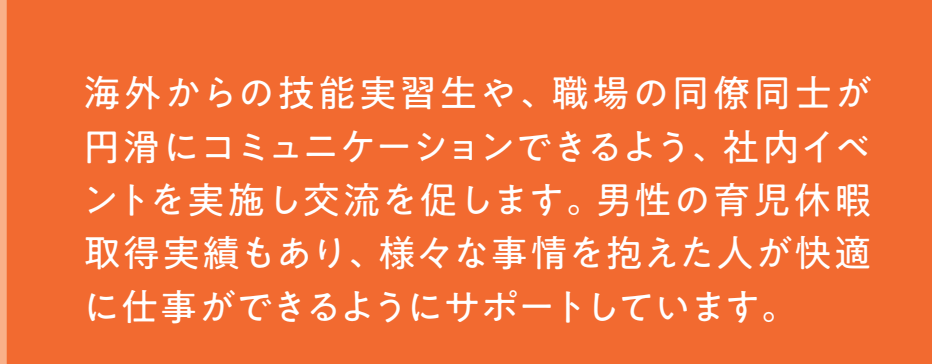 海外からの技能実習生や、職場の同僚同士が
円滑にコミュニケーションできるよう、社内イベ
ントを実施し交流を促します。男性の育児休暇
取得実績もあり、様々な事情を抱えた人が快適
に仕事ができるようにサポートしています。